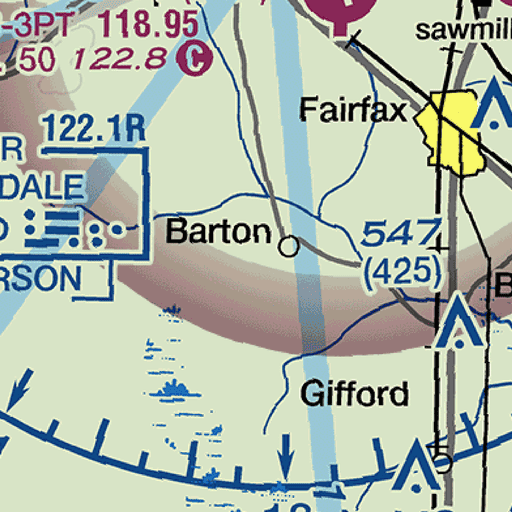 -3PT 118.95
50 122.8 C
sawmill
Fairfax
122.1R
R
DALE
RSON
Barton
547
(425)
B
Gifford